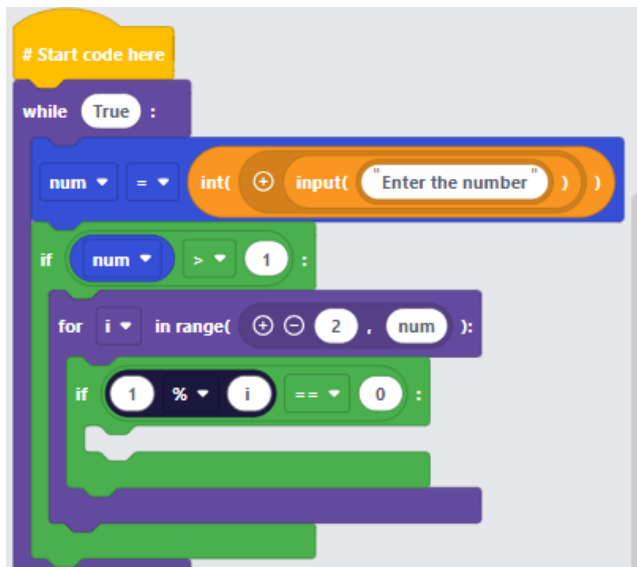 # Start code here
while True :
num = int( input( "Enter the number" ) )
if num > 1 :
for i in range( 2 , num ):
if 1 % i == 0 :